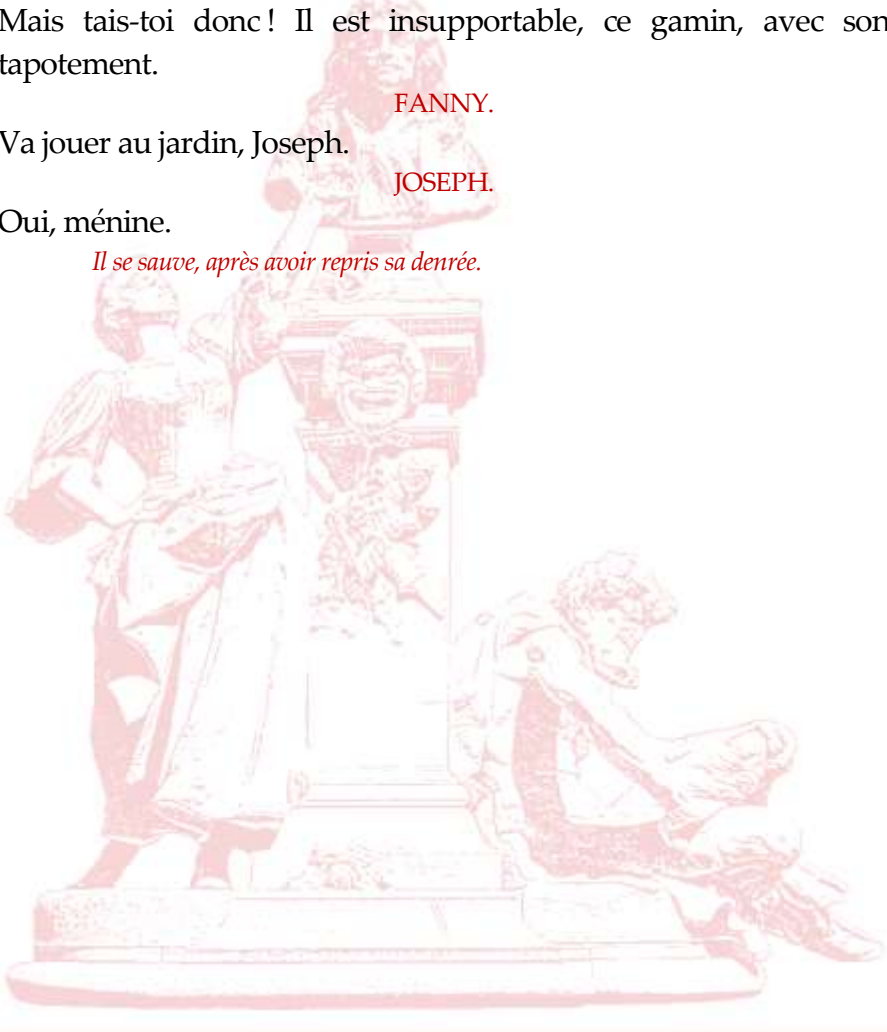 Mais tais-toi donc ! Il est insupportable, ce gamin, avec son
tapotement.
FANNY.
Va jouer au jardin, Joseph.
JOSEPH.
Oui, ménine.
Il se sauve, après avoir repris sa denrée.